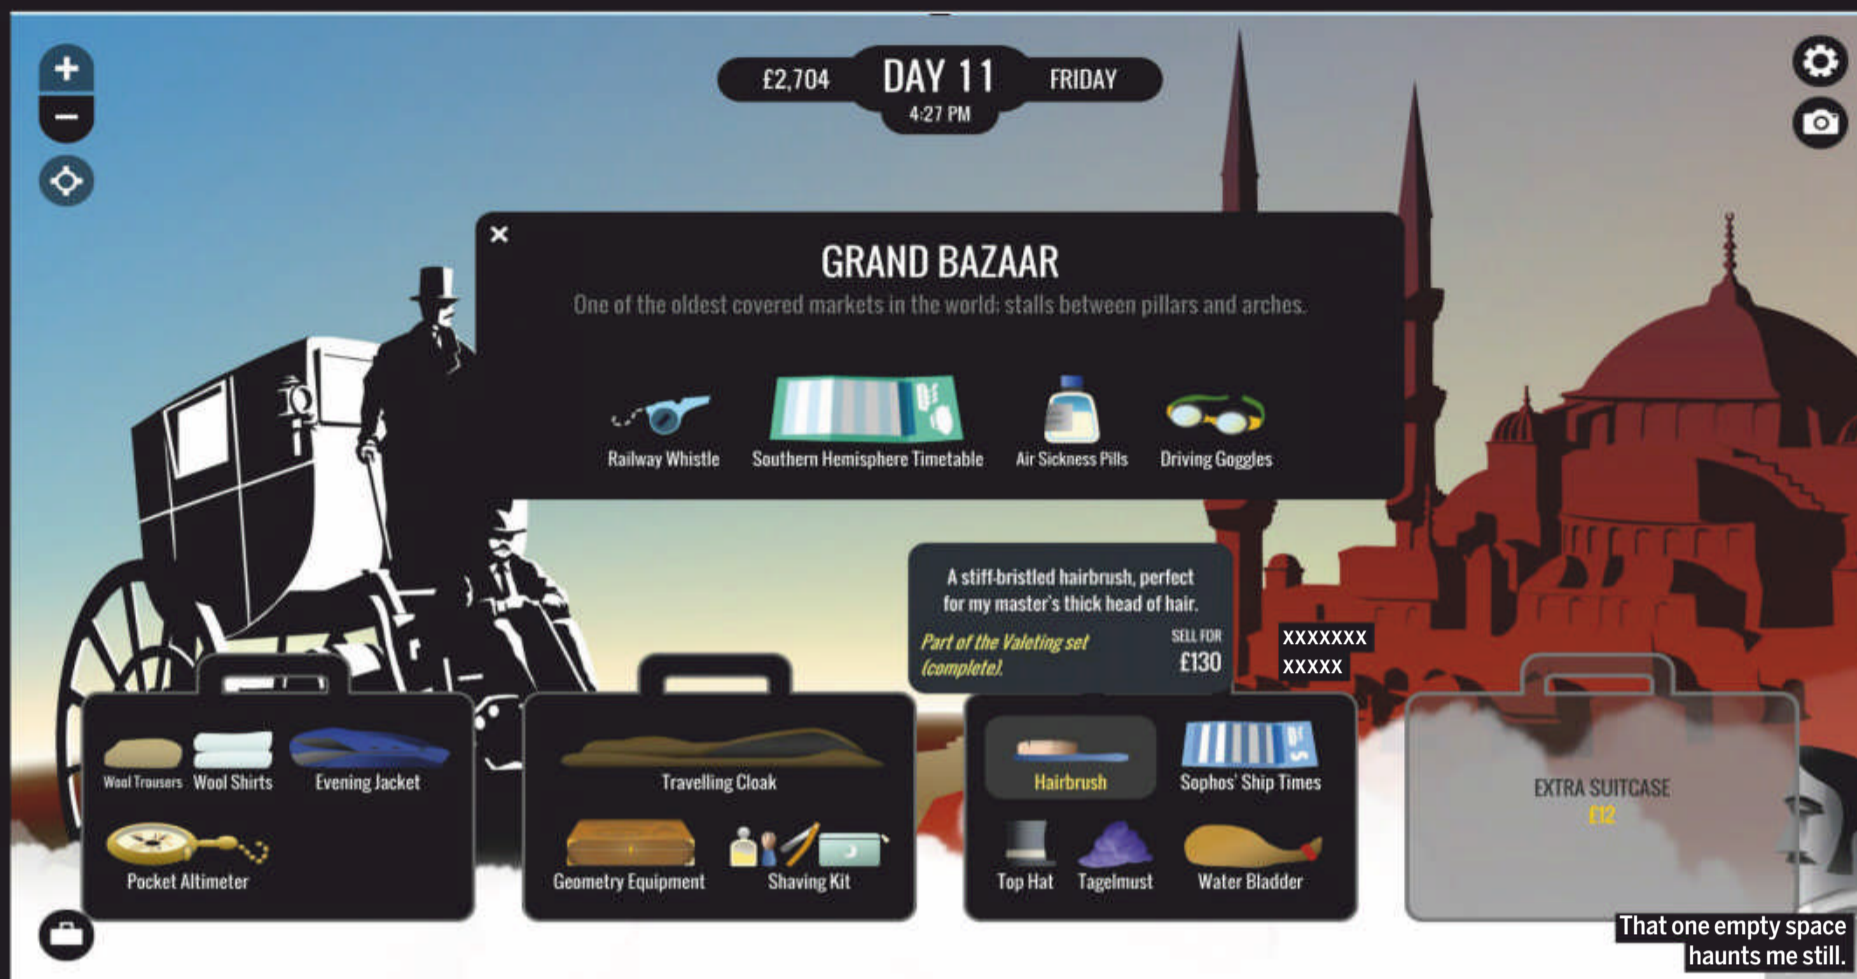 £2,704
DAY 11
FRIDAY
4:27 PM
GRAND BAZAAR
One of the oldest covered markets in the world; stalls between pillars and arches.
Railway Whistle
Southern Hemisphere Timetable
Air Sickness Pills
Driving Goggles
A stiff-bristled hairbrush, perfect
for my master's thick head of hair.
Part of the Valeting set
(complete).
SELL FOR
£130
XXXXXXX
XXXXX
Wool Trousers
Wool Shirts
Evening Jacket
Pocket Altimeter
Travelling Cloak
Geometry Equipment
Shaving Kit
Hairbrush
Sophos' Ship Times
Top Hat
Tagelmust
Water Bladder
EXTRA SUITCASE
£12
That one empty space
haunts me still.